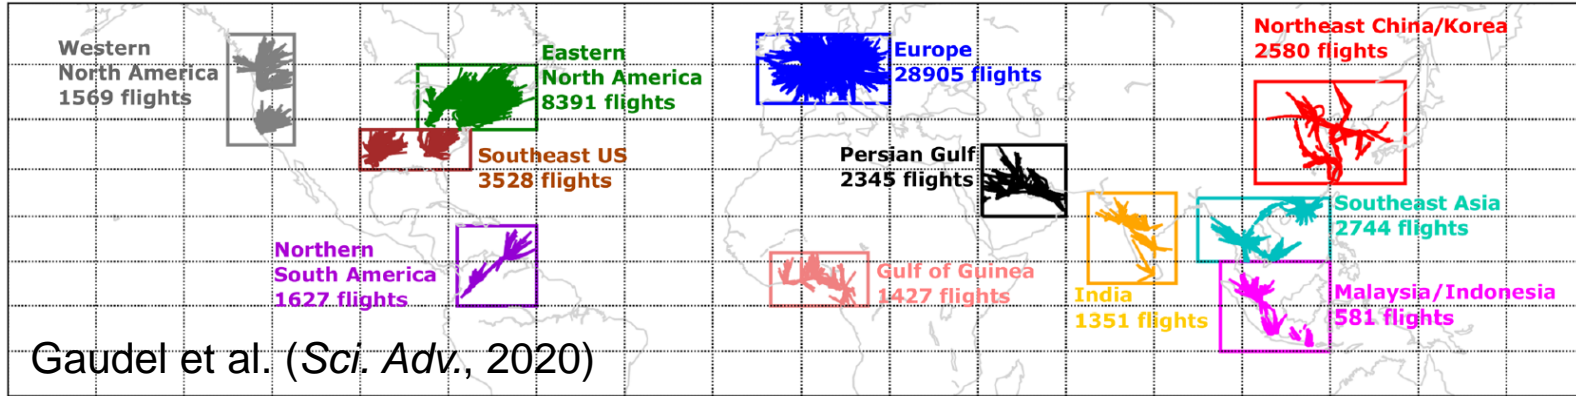 Western
North America
1569 flights
Eastern
North America
8391 flights
Europe
28905 flights
Northeast China/Korea
2580 flights
Southeast US
3528 flights
Persian Gulf
2345 flights
Southeast Asia
2744 flights
Northern
South America
1627 flights
Gulf of Guinea
1427 flights
India
1351 flights
Malaysia/Indonesia
581 flights
Gaudel et al. (Sci. Adv., 2020)